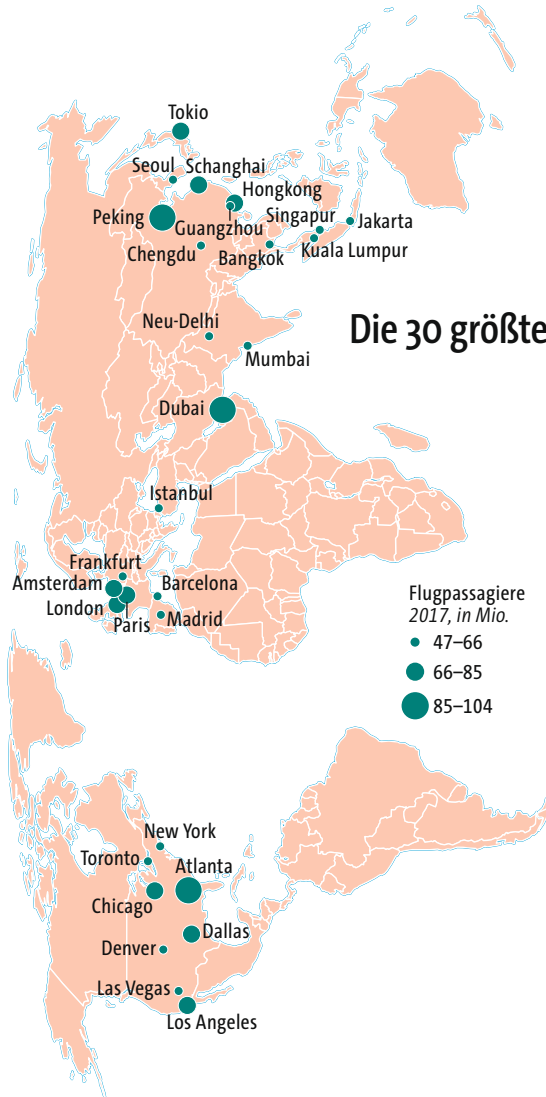 Tokio
Seoul
Schanghai
Hongkong
Peking
Guangzhou
Singapur
Jakarta
Chengdu
Bangkok
Kuala Lumpur
Die 30 größte
Neu-Delhi
Mumbai
Dubai
Istanbul
Frankfurt
Amsterdam
Barcelona
London
Paris
Madrid
Flugpassagiere
2017, in Mio.
47–66
66–85
85–104
New York
Toronto
Atlanta
Chicago
Dallas
Denver
Las Vegas
Los Angeles